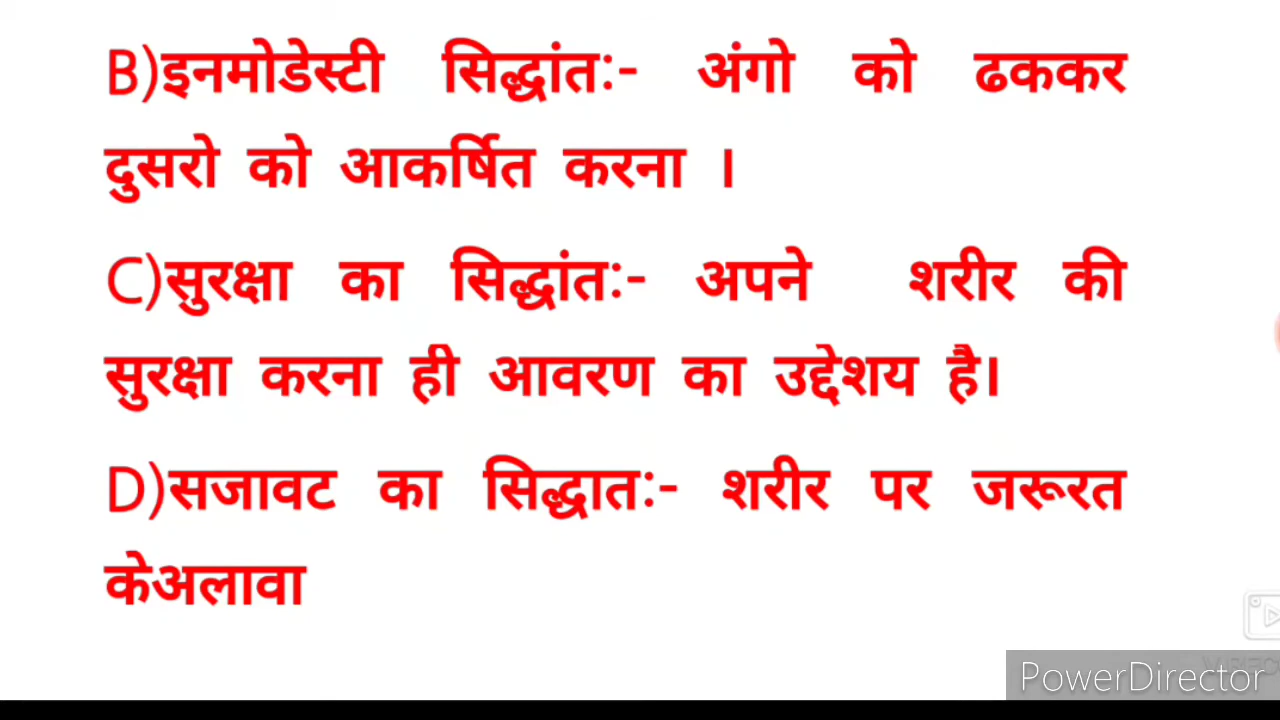 B)इनमोडेस्टी सिद्धांत:- अंगो को ढककर
दुसरो को आकर्षित करना ।
C)सुरक्षा का सिद्धांत:- अपने शरीर की
सुरक्षा करना ही आवरण का उद्देशय है।
D)सजावट का सिद्धात:- शरीर पर जरूरत
केअलावा
PowerDirector